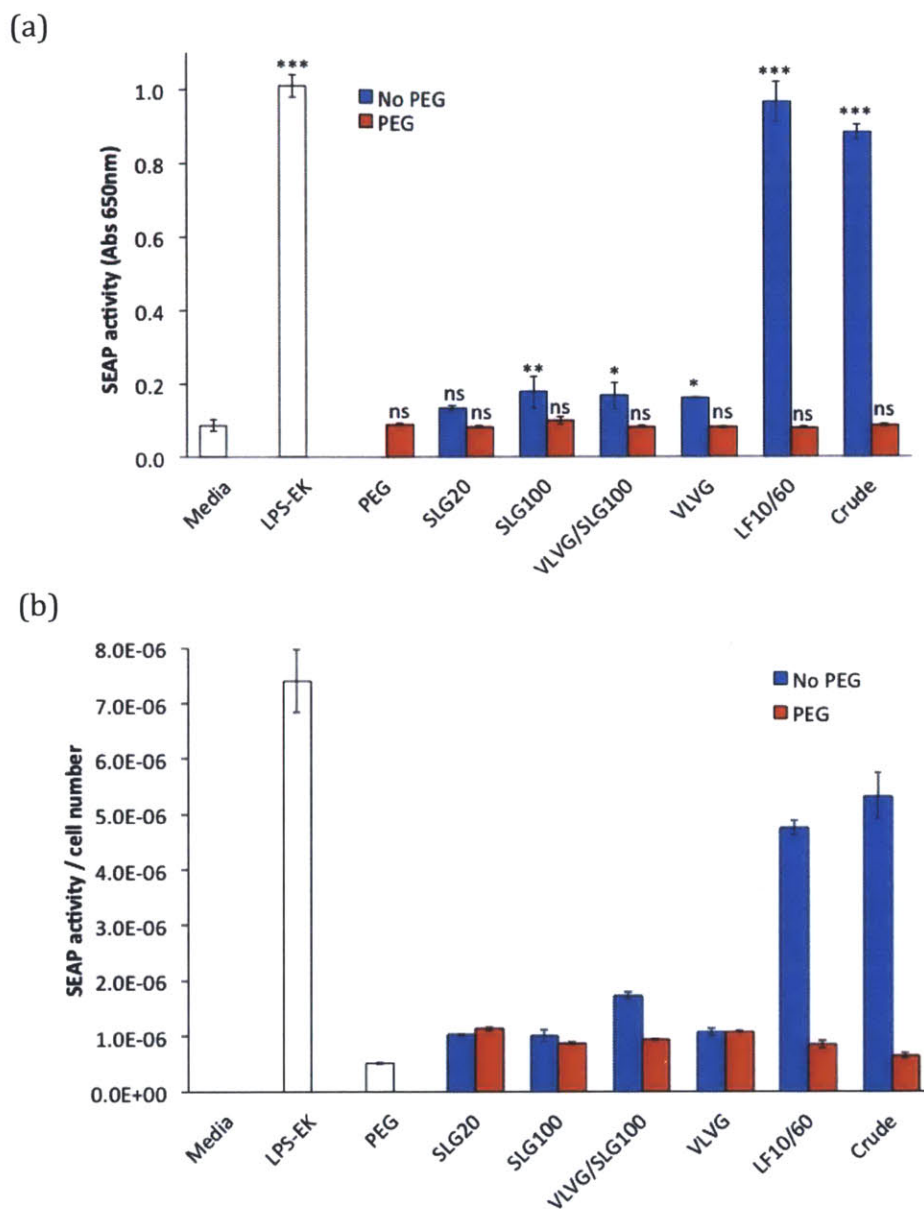 (a)
SEAP activity (Abs 650nm)
1.0
0.8
0.6
0.4
0.2
0.0
No PEG
PEG
***
***
***
ns
ns
ns
**
ns
*
ns
*
ns
ns
ns
Media
LPS-EK
PEG
SLG20
SLG100
VLVG/SLG100
VLVG
LF10/60
Crude
(b)
SEAP activity / cell number
8.0E-06
7.0E-06
6.0E-06
5.0E-06
4.0E-06
3.0E-06
2.0E-06
1.0E-06
0.0E+00
No PEG
PEG
Media
LPS-EK
PEG
SLG20
SLG100
VLVG/SLG100
VLVG
LF10/60
Crude